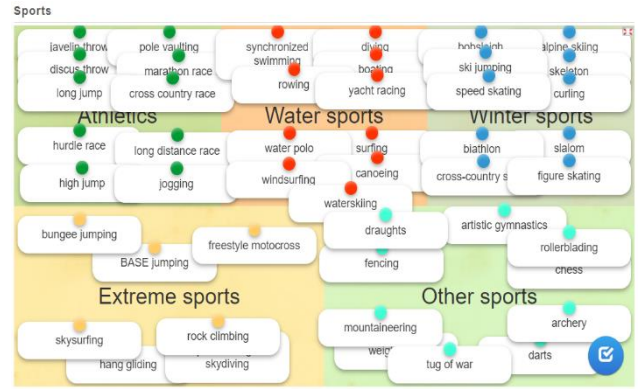 Sports
javelin throw
pole vaulting
synchronized
swimming
diving
bobsleigh
alpine skiing
discus throw
marathon race
rowing
boating
ski jumping
skeleton
long jump
cross country race
yacht racing
speed skating
curling
Athletics
Water sports
Winter sports
hurdle race
long distance race
water polo
surfing
biathlon
slalom
high jump
jogging
windsurfing
canoeing
cross-country s
figure skating
waterskiing
bungee jumping
BASE jumping
freestyle motocross
draughts
fencing
artistic gymnastics
rollerblading
chess
Extreme sports
Other sports
skysurfing
rock climbing
hang gliding
skydiving
mountaineering
archery
weig
tug of war
darts